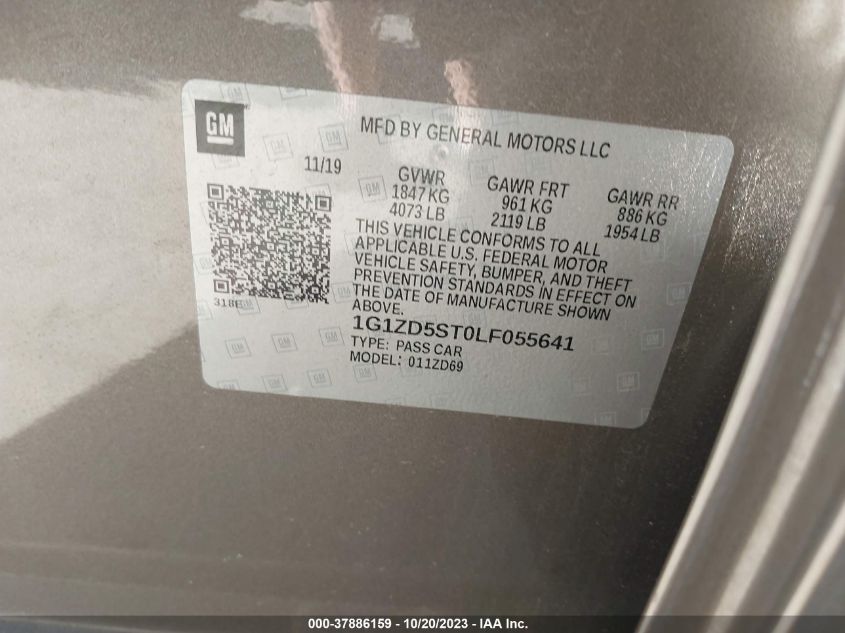 GM
MFD BY GENERAL MOTORS LLC
11/19
GVWR
1847 KG
4073 LB
GAWR FRT
961 KG
2119 LB
GAWR RR
886 KG
1954 LB
THIS VEHICLE CONFORMS TO ALL
APPLICABLE U.S. FEDERAL MOTOR
VEHICLE SAFETY, BUMPER, AND THEFT
PREVENTION STANDARDS IN EFFECT ON
THE DATE OF MANUFACTURE SHOWN
ABOVE.
318E
1G1ZD5ST0LF055641
TYPE: PASS CAR
MODEL: 011ZD69
000-37886159 - 10/20/2023 - IAA Inc.